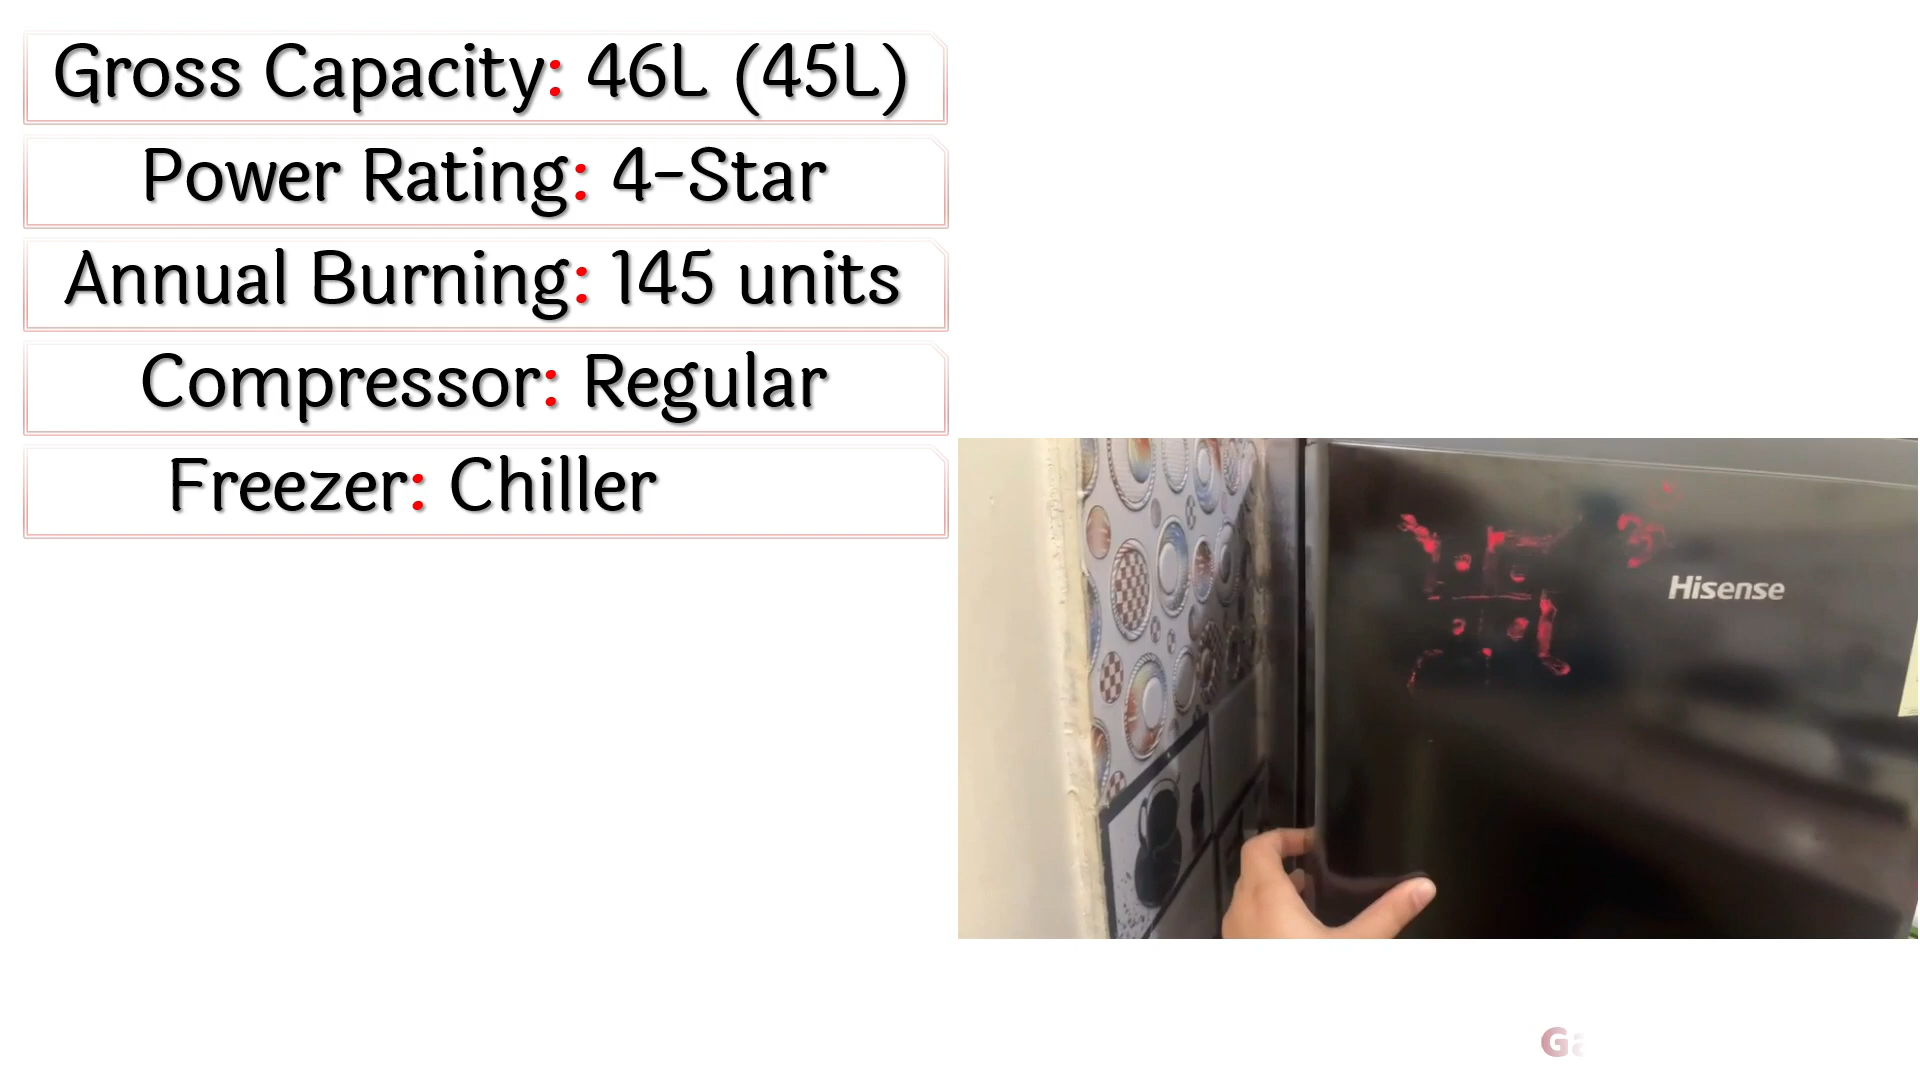 Gross Capacity: 46L (45L)
Power Rating: 4-Star
Annual Burning: 145 units
Compressor: Regular
Freezer: Chiller
Hisense